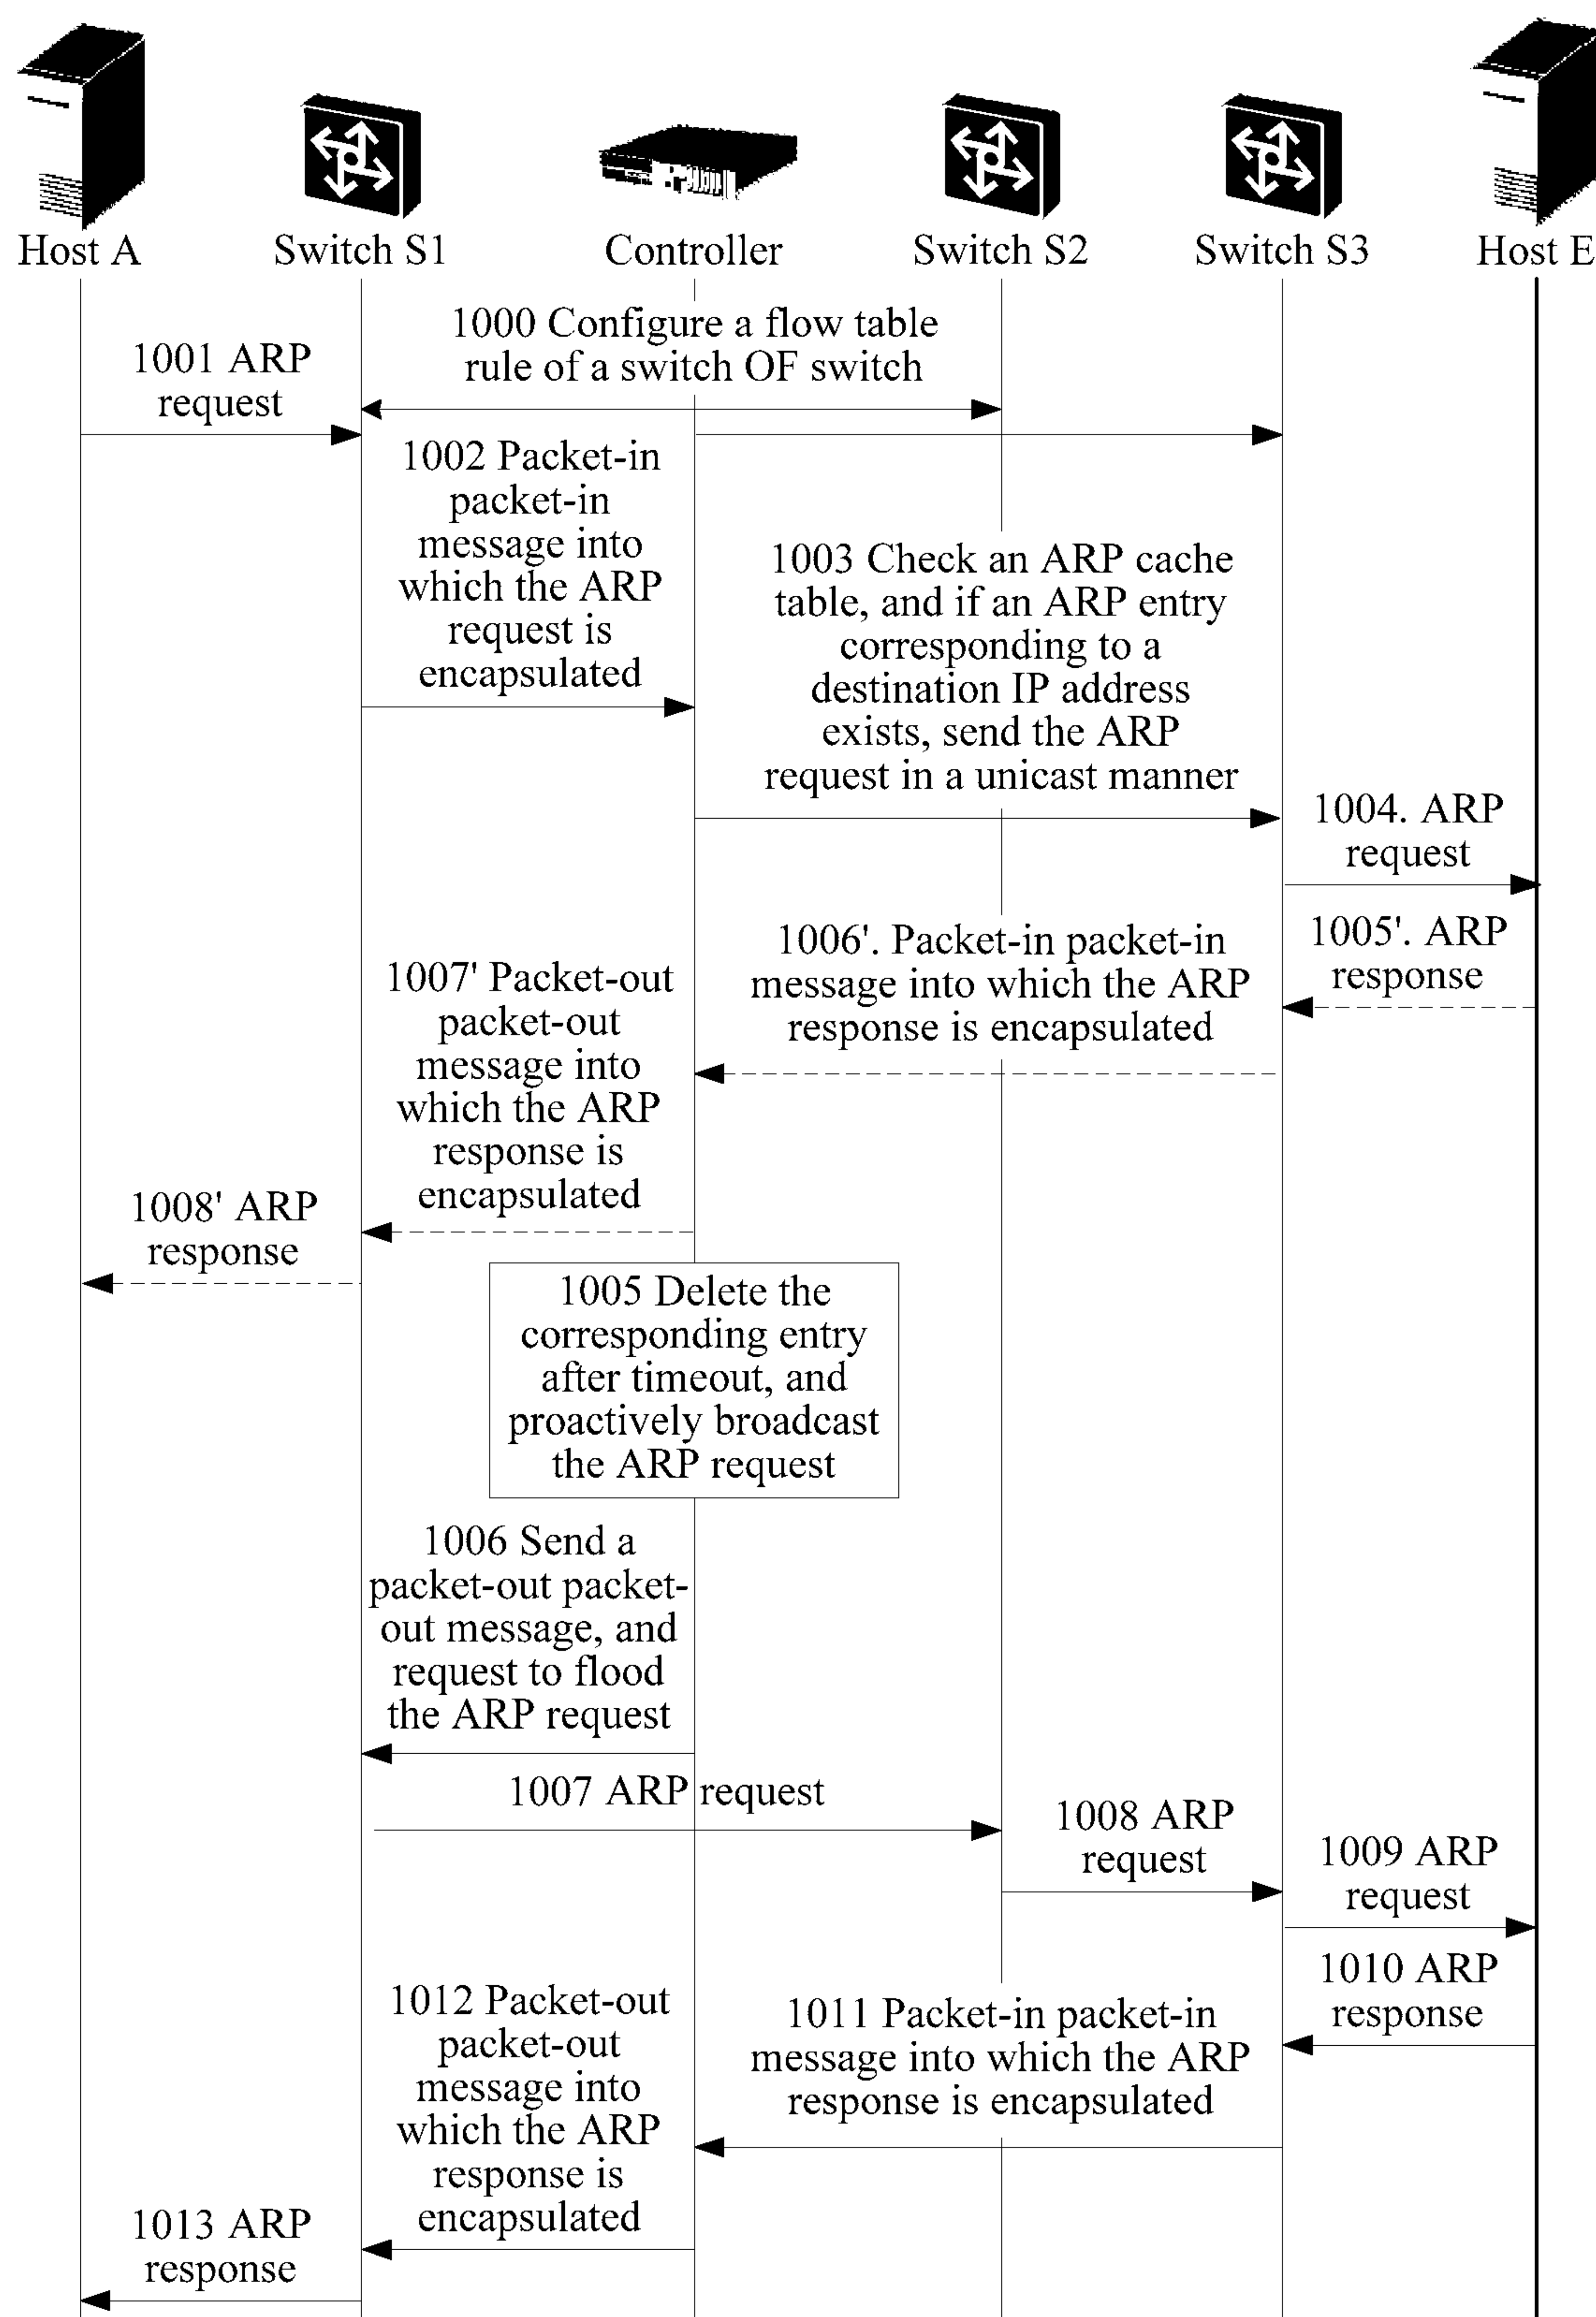 Host A
Switch S1
Controller
Switch S2
Switch S3
Host E
1000 Configure a flow table
rule of a switch OF switch
1001 ARP
request
1002 Packet-in
packet-in
message into
which the ARP
request is
encapsulated
1003 Check an ARP cache
table, and if an ARP entry
corresponding to a
destination IP address
exists, send the ARP
request in a unicast manner
1004. ARP
request
1005'. ARP
response
1006'. Packet-in packet-in
message into which the ARP
response is encapsulated
1007' Packet-out
packet-out
message into
which the ARP
response is
encapsulated
1008' ARP
response
1005 Delete the
corresponding entry
after timeout, and
proactively broadcast
the ARP request
1006 Send a
packet-out packet-
out message, and
request to flood
the ARP request
1007 ARP request
1008 ARP
request
1009 ARP
request
1010 ARP
response
1011 Packet-in packet-in
message into which the ARP
response is encapsulated
1012 Packet-out
packet-out
message into
which the ARP
response is
encapsulated
1013 ARP
response